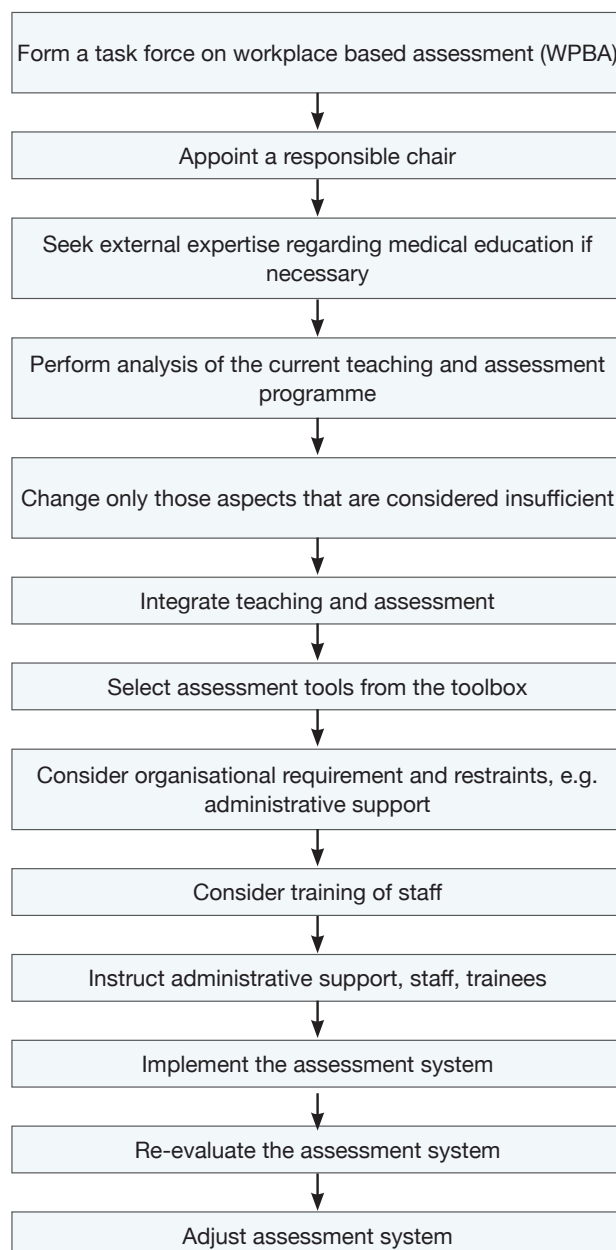 Form a task force on workplace based assessment (WPBA)
Appoint a responsible chair
Seek external expertise regarding medical education if
necessary
Perform analysis of the current teaching and assessment
programme
Change only those aspects that are considered insufficient
Integrate teaching and assessment
Select assessment tools from the toolbox
Consider organisational requirement and restraints, e.g.
administrative support
Consider training of staff
Instruct administrative support, staff, trainees
Implement the assessment system
Re-evaluate the assessment system
Adjust assessment system